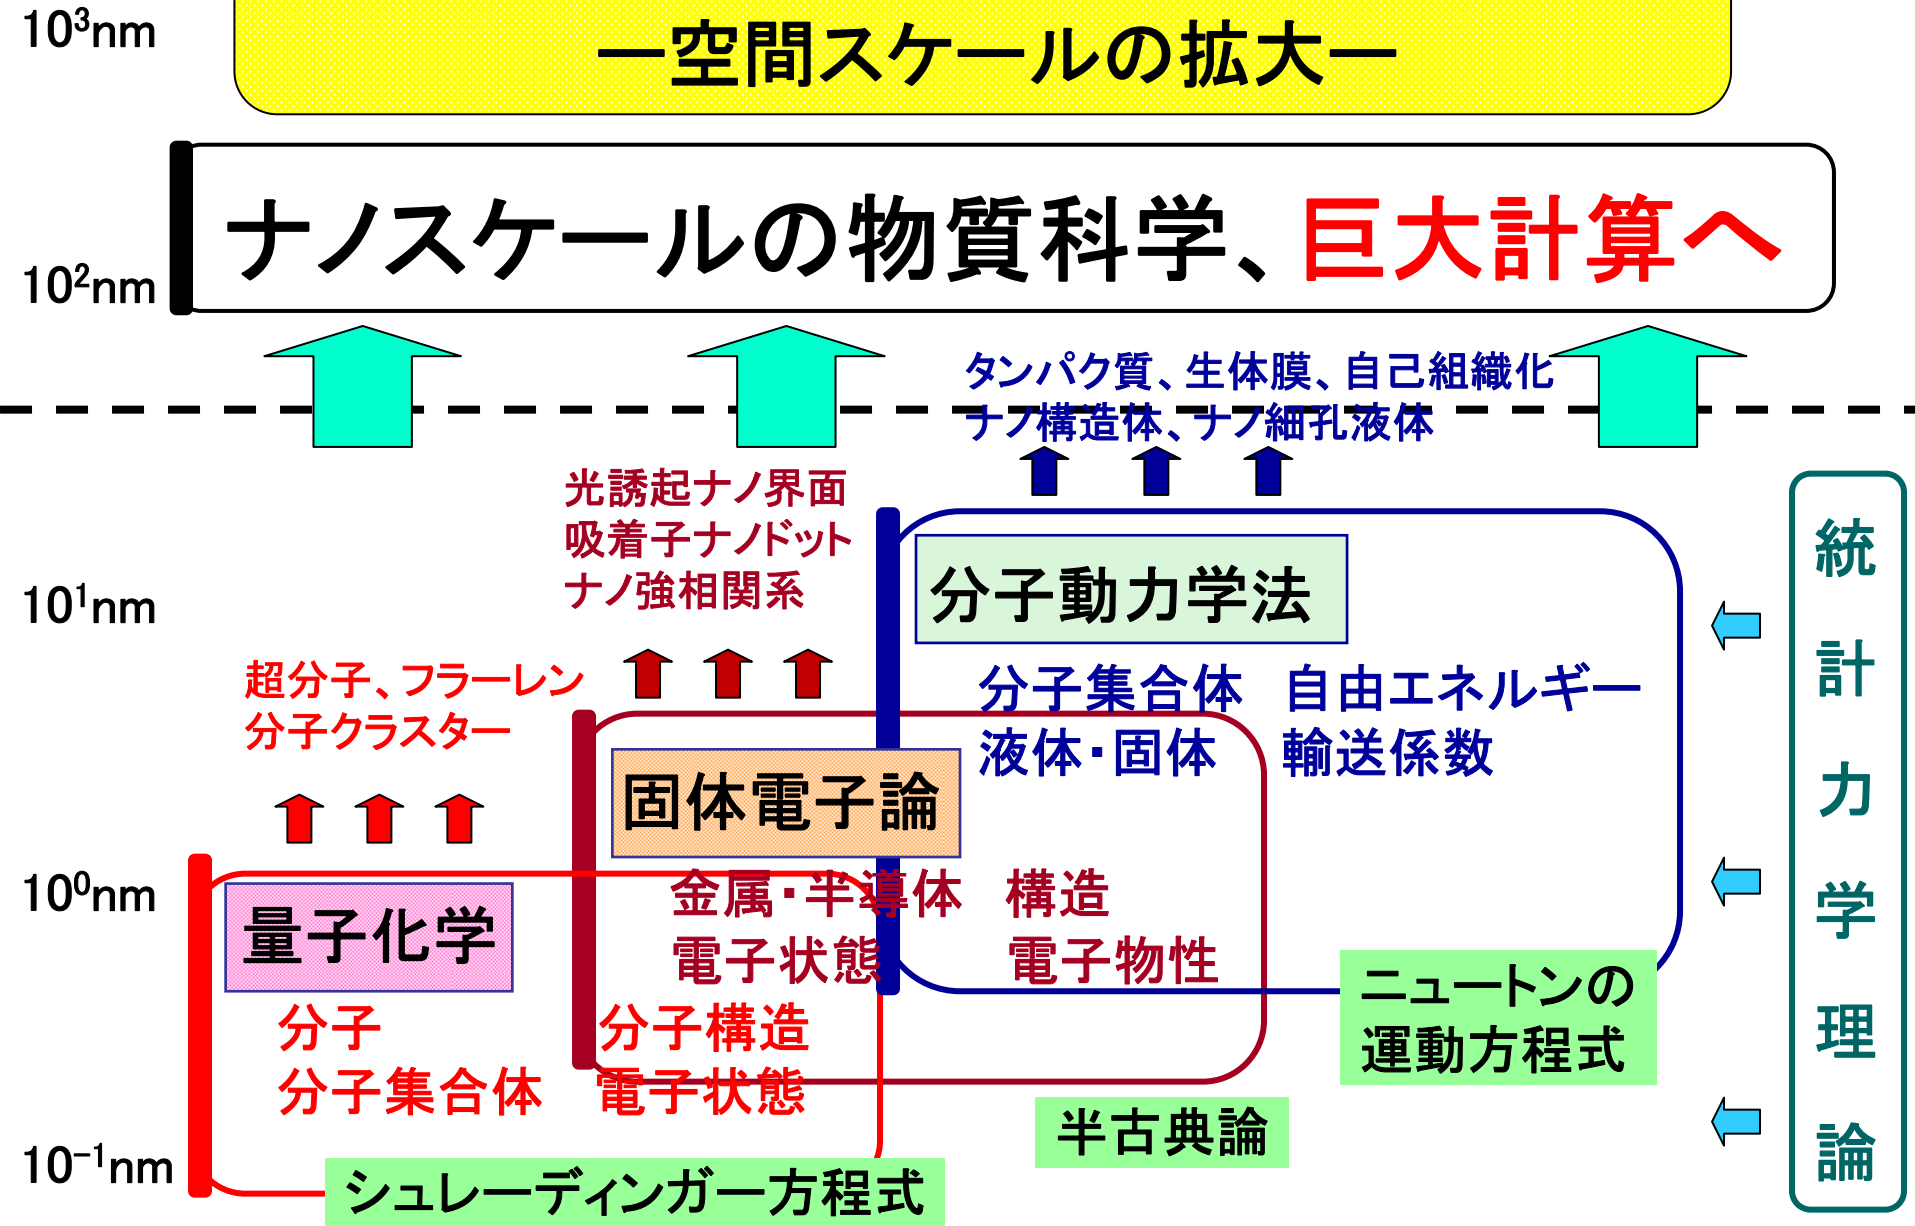 10³nm
ー空間スケールの拡大ー
ナノスケールの物質科学、巨大計算へ
10²nm
タンパク質、生体膜、自己組織化
ナノ構造体、ナノ細孔液体
光誘起ナノ界面
吸着子ナノドット
ナノ強相関系
10¹nm
分子動力学法
超分子、フラーレン
分子クラスター
分子集合体 自由エネルギー
液体・固体 輸送係数
固体電子論
10⁰nm
金属・半導体 構造
電子状態 電子物性
量子化学
分子 分子構造
分子集合体 電子状態
ニュートンの
運動方程式
半古典論
10⁻¹nm
シュレーディンガー方程式
統計力学理論